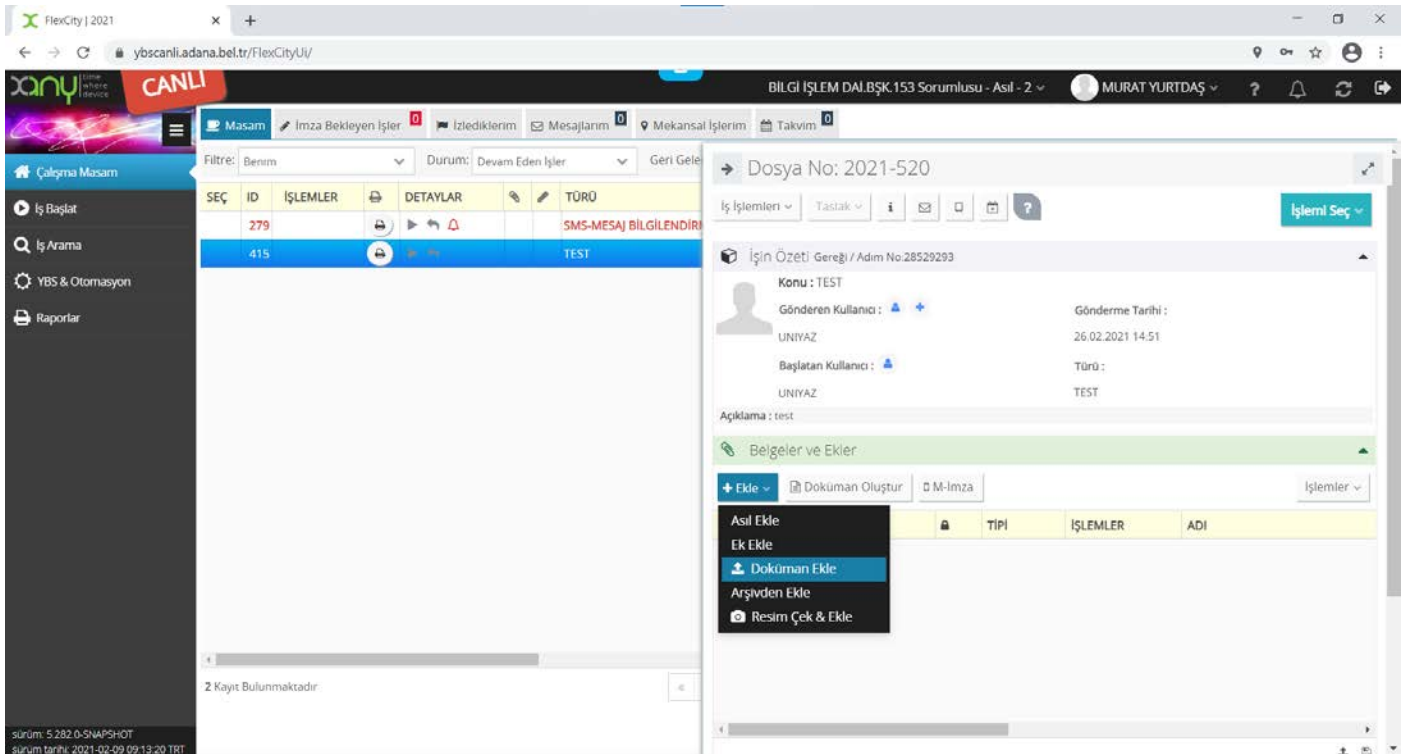 FlexCity | 2021
ybscanli.adana.bel.tr/FlexCityUi/
xany time where device
CANLI
BİLGİ İŞLEM DAİ.BŞK.153 Sorumlusu - Asıl - 2
MURAT YURTDAŞ
?
Masam
İmza Bekleyen İşler 0
İzlediklerim
Mesajlarım 0
Mekansal İşlerim
Takvim 0
Çalışma Masam
İş Başlat
İş Arama
YBS & Otomasyon
Raporlar
Filtre: Benim
Durum: Devam Eden İşler
Geri Gele
SEÇ ID İŞLEMLER DETAYLAR TÜRÜ
279 SMS-MESAJ BİLGİLENDİR
415 TEST
2 Kayıt Bulunmaktadır
«
Dosya No: 2021-520
İş İşlemleri Taslak i ? İşlemi Seç
İşin Özeti Gereği / Adım No.28529293
Konu : TEST
Gönderen Kullanıcı : Gönderme Tarihi :
UNIYAZ 26.02.2021 14:51
Başlatan Kullanıcı : Türü :
UNIYAZ TEST
Açıklama : test
Belgeler ve Ekler
+ Ekle Doküman Oluştur M-İmza İşlemler
TİPİ İŞLEMLER ADI
Asıl Ekle
Ek Ekle
Doküman Ekle
Arşivden Ekle
Resim Çek & Ekle
sürüm: 5.282.0-SNAPSHOT
sürüm tarihi: 2021-02-09 09:13:20 TRT